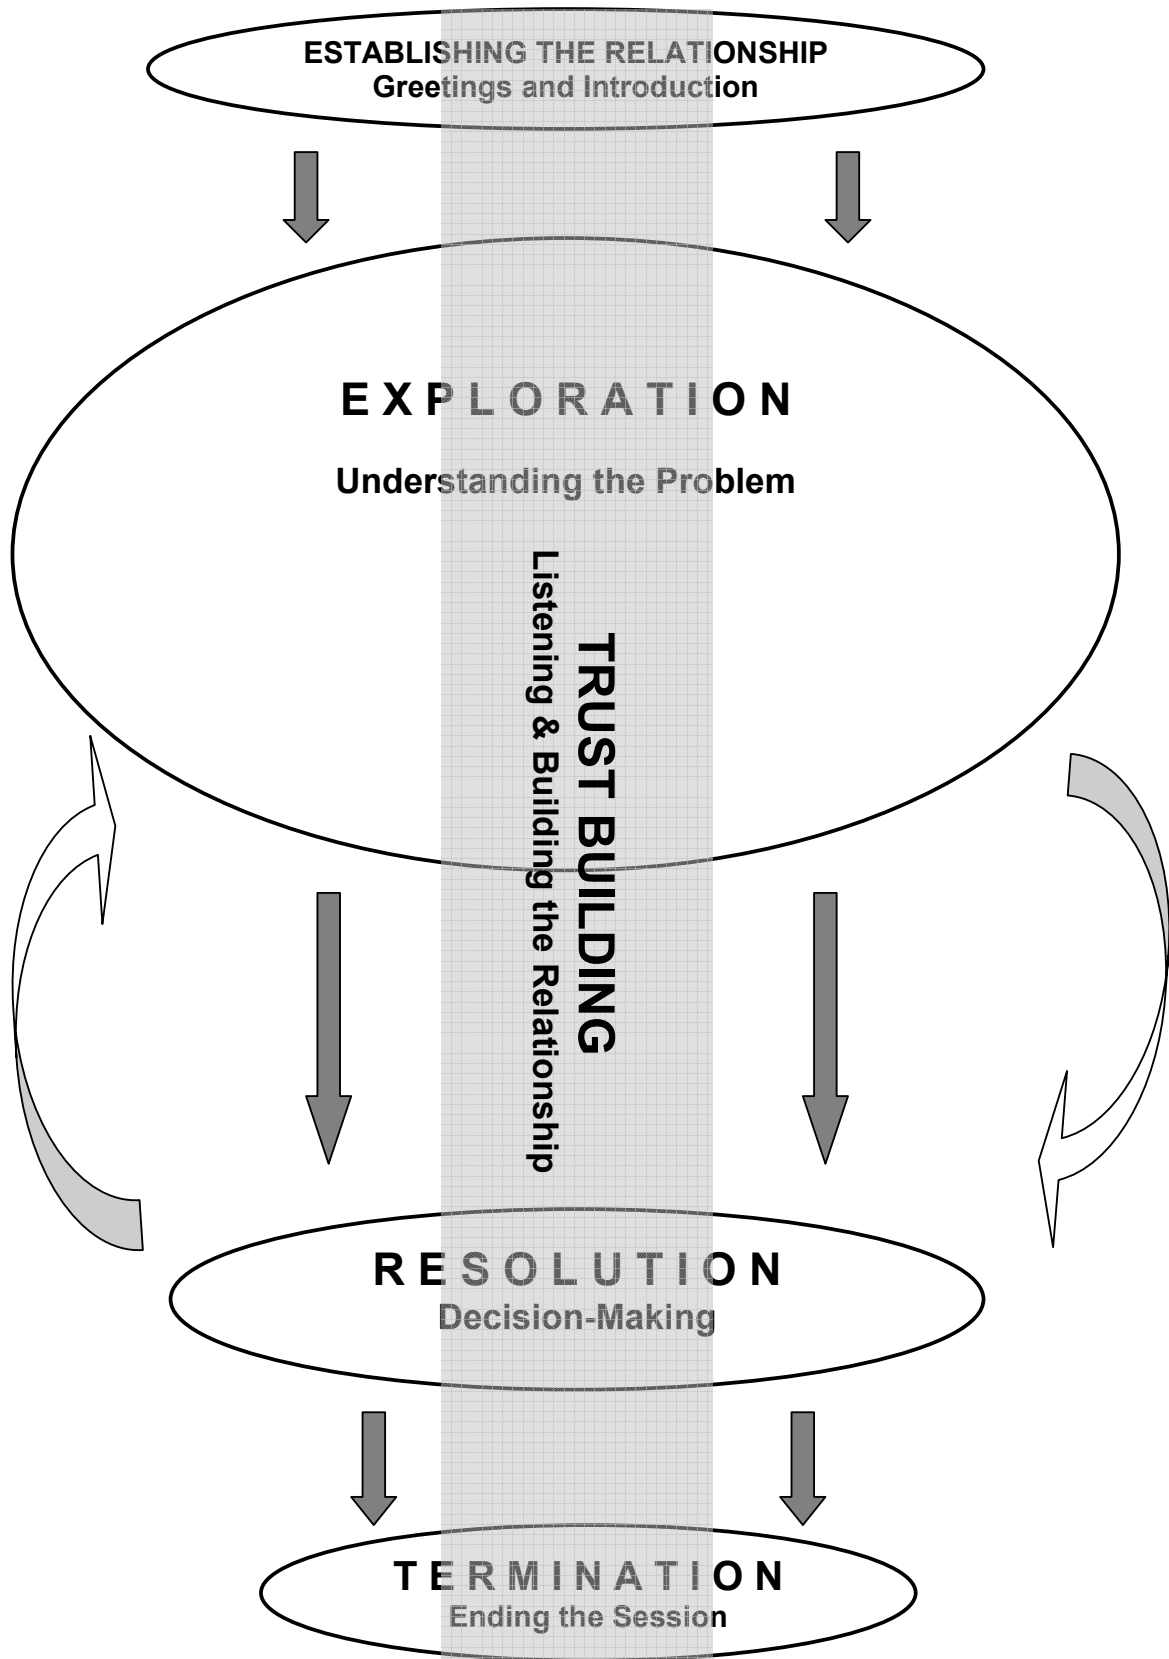 ESTABLISHING THE RELATIONSHIP
Greetings and Introduction
EXPLORATION
Understanding the Problem
TRUST BUILDING
Listening & Building the Relationship
RESOLUTION
Decision-Making
TERMINATION
Ending the Session